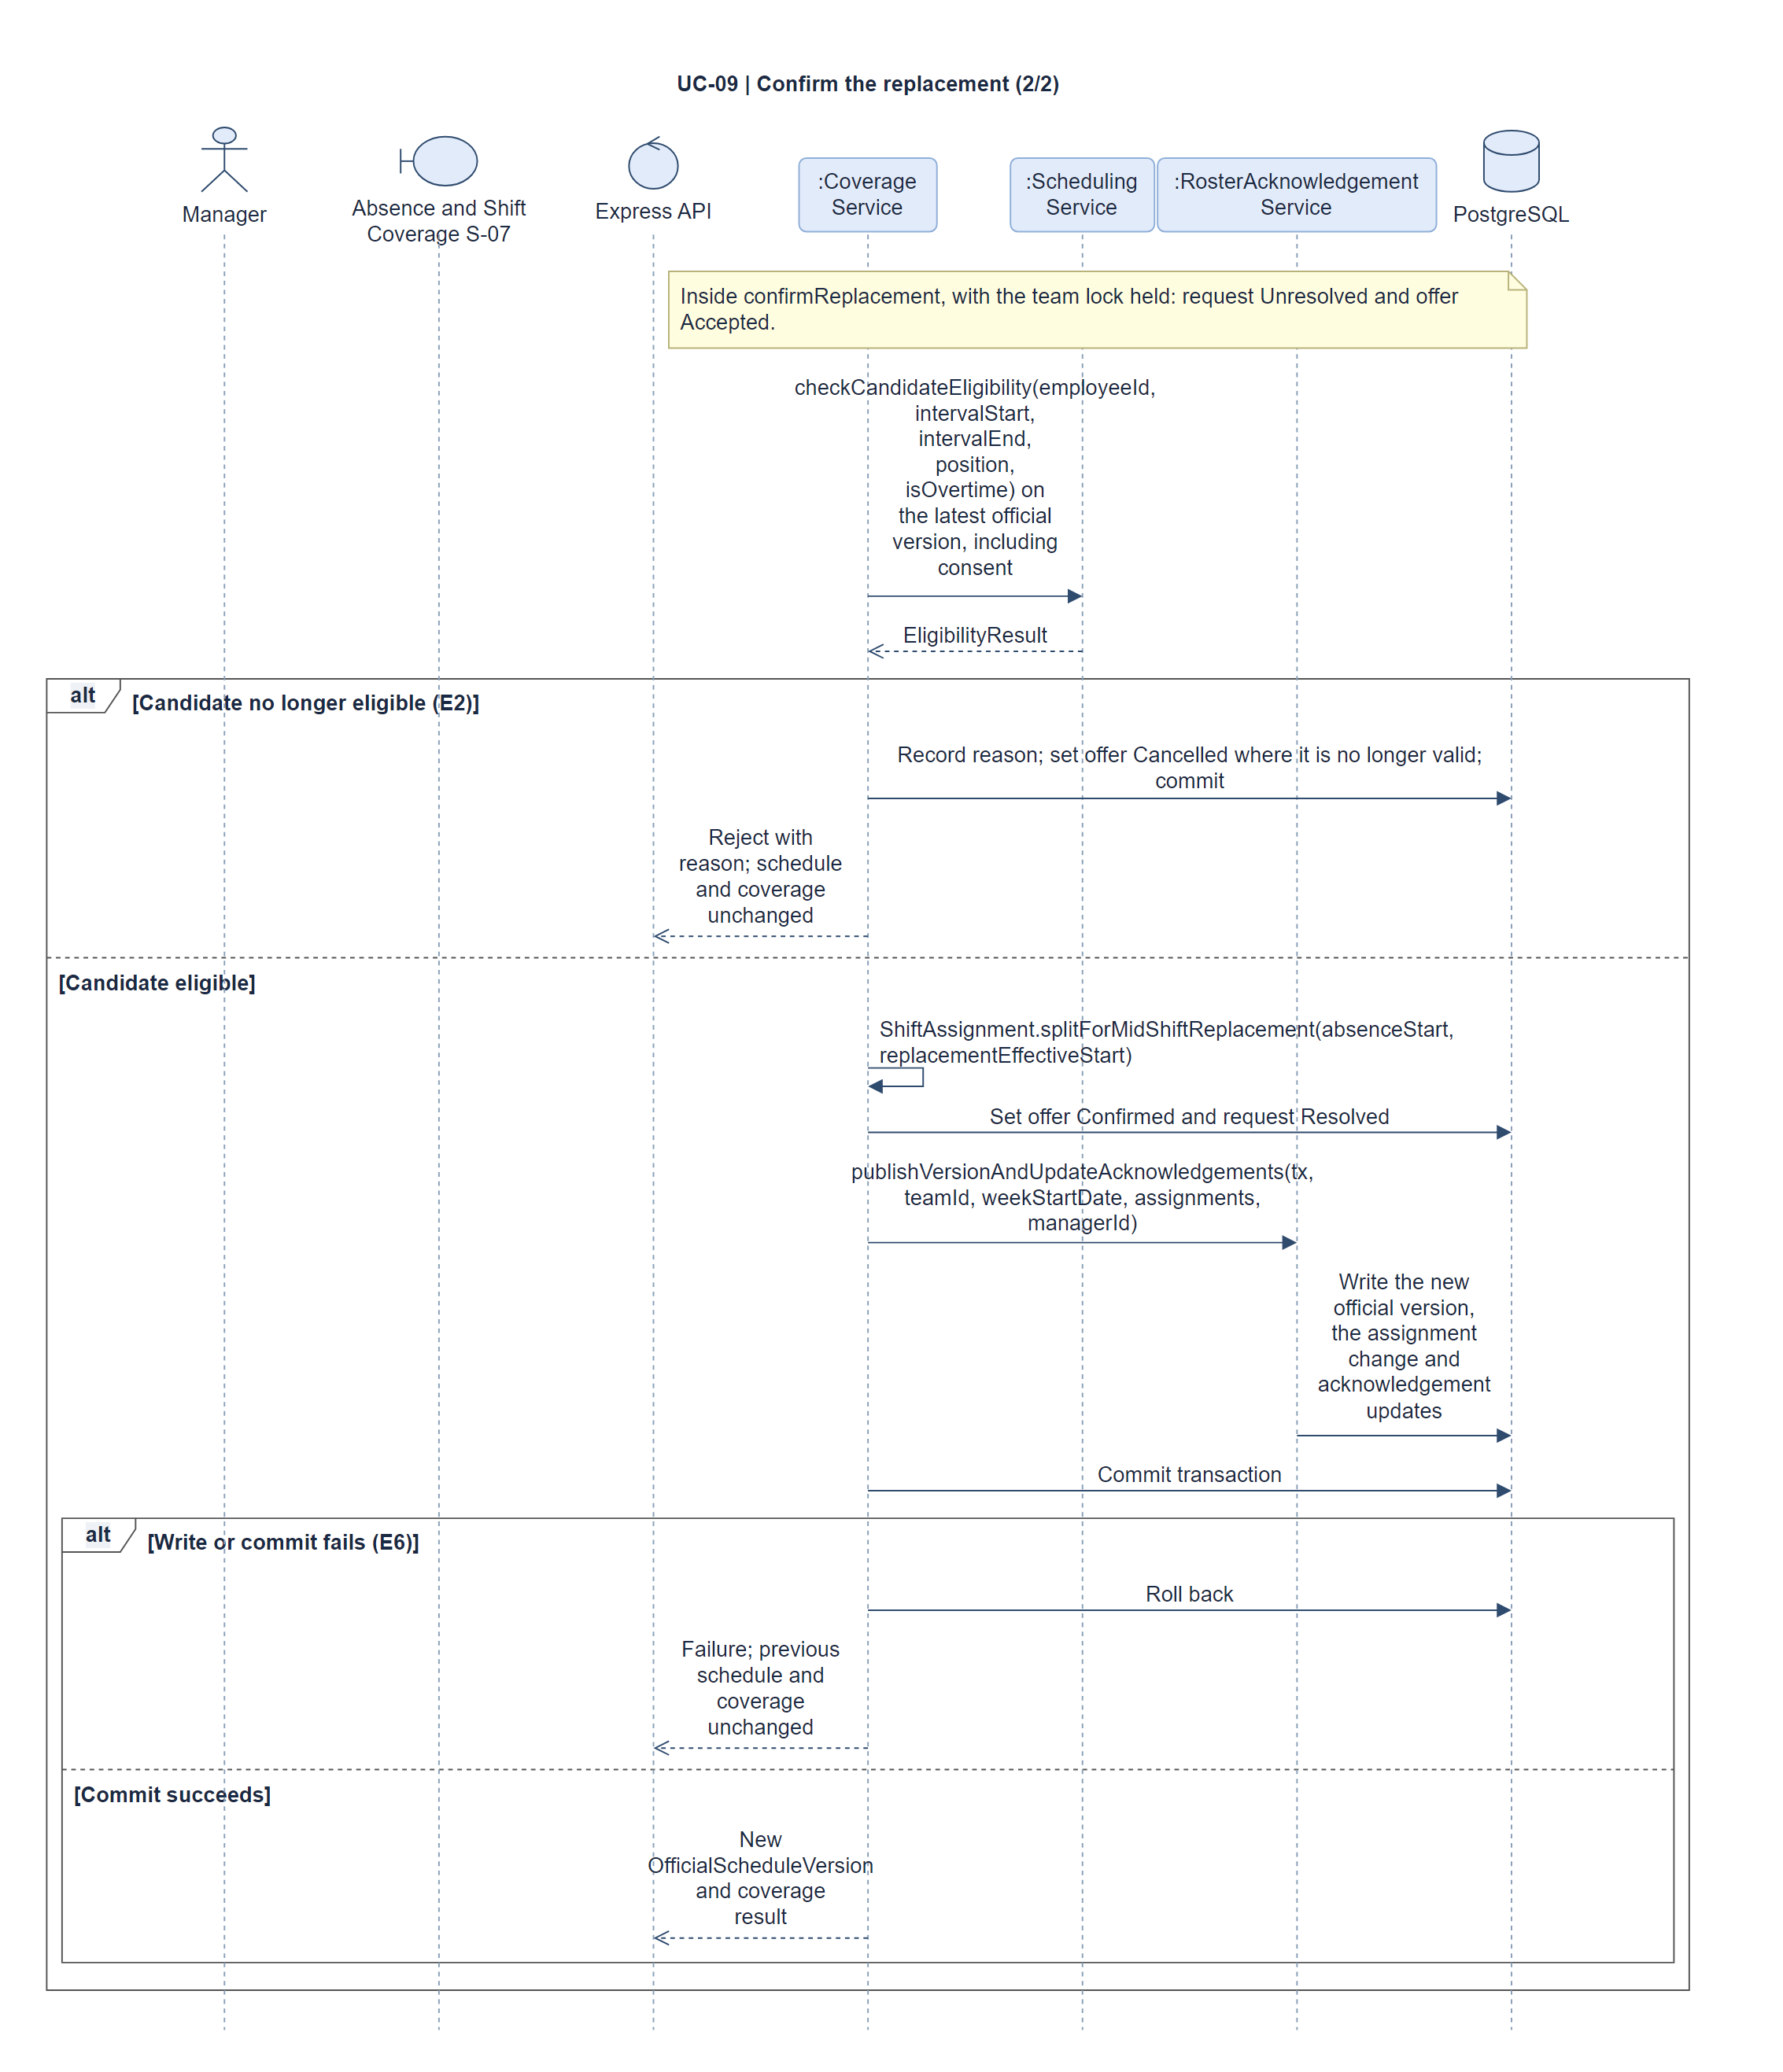 UC-09 | Confirm the replacement (2/2)
Manager
Absence and Shift
Coverage S-07
Express API
:Coverage
Service
:Scheduling
Service
:RosterAcknowledgement
Service
PostgreSQL
Inside confirmReplacement, with the team lock held: request Unresolved and offer
Accepted.
checkCandidateEligibility(employeeId,
intervalStart,
intervalEnd,
position,
isOvertime) on
the latest official
version, including
consent
EligibilityResult
alt
[Candidate no longer eligible (E2)]
Record reason; set offer Cancelled where it is no longer valid;
commit
Reject with
reason; schedule
and coverage
unchanged
[Candidate eligible]
ShiftAssignment.splitForMidShiftReplacement(absenceStart,
replacementEffectiveStart)
Set offer Confirmed and request Resolved
publishVersionAndUpdateAcknowledgements(tx,
teamId, weekStartDate, assignments,
managerId)
Write the new
official version,
the assignment
change and
acknowledgement
updates
Commit transaction
alt
[Write or commit fails (E6)]
Roll back
Failure; previous
schedule and
coverage
unchanged
[Commit succeeds]
New
OfficialScheduleVersion
and coverage
result